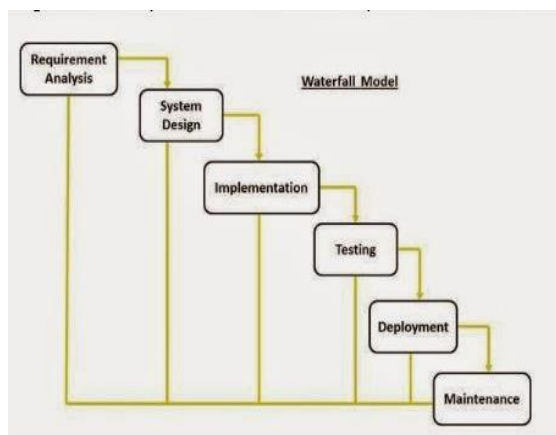 Requirement
Analysis
Waterfall Model
System
Design
Implementation
Testing
Deployment
Maintenance